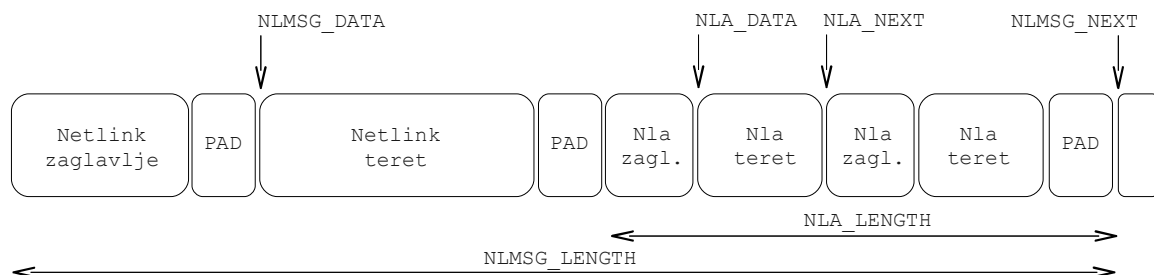 NLMSG_DATA
NLA_DATA
NLA_NEXT
NLMSG_NEXT
Netlink
zaglavlje
PAD
Netlink
teret
PAD
Nla
zagl.
Nla
teret
Nla
zagl.
Nla
teret
PAD
NLA_LENGTH
NLMSG_LENGTH